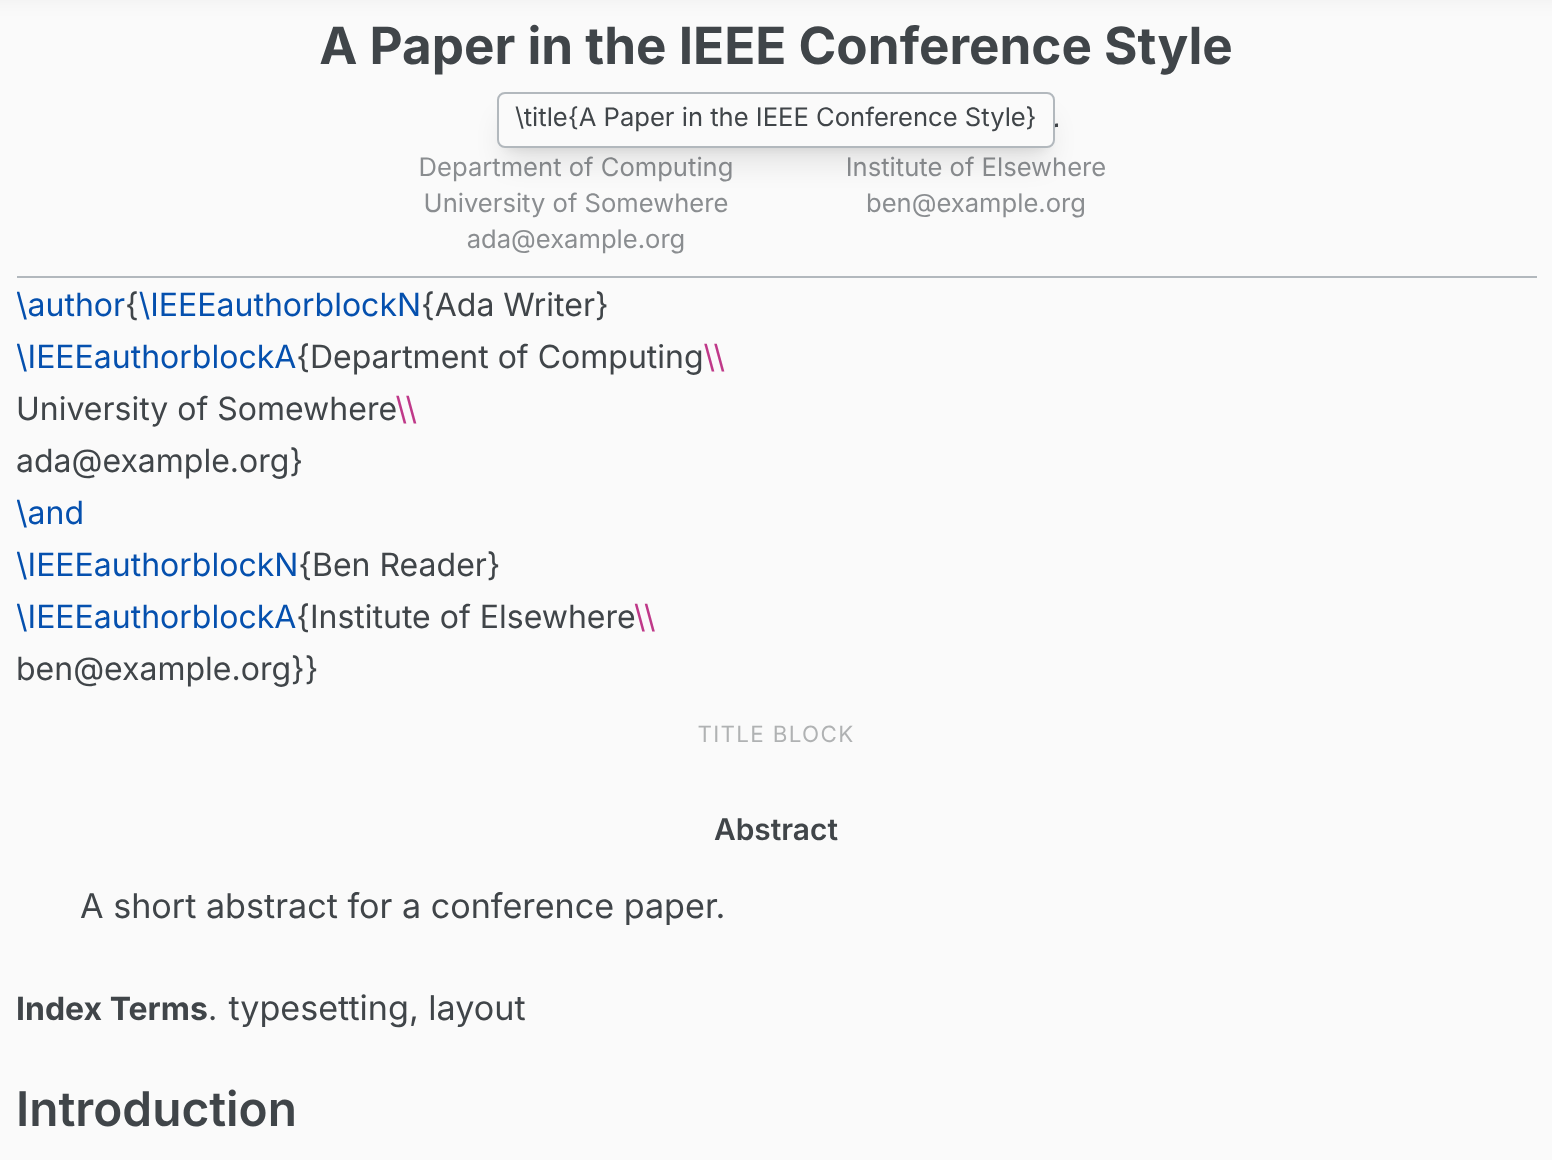 A Paper in the IEEE Conference Style
\title{A Paper in the IEEE Conference Style}
Department of Computing Institute of Elsewhere
University of Somewhere ben@example.org
ada@example.org
\author{\IEEEauthorblockN{Ada Writer}
\IEEEauthorblockA{Department of Computing\\
University of Somewhere\\
ada@example.org}
\and
\IEEEauthorblockN{Ben Reader}
\IEEEauthorblockA{Institute of Elsewhere\\
ben@example.org}}
TITLE BLOCK
Abstract
A short abstract for a conference paper.
Index Terms. typesetting, layout
Introduction